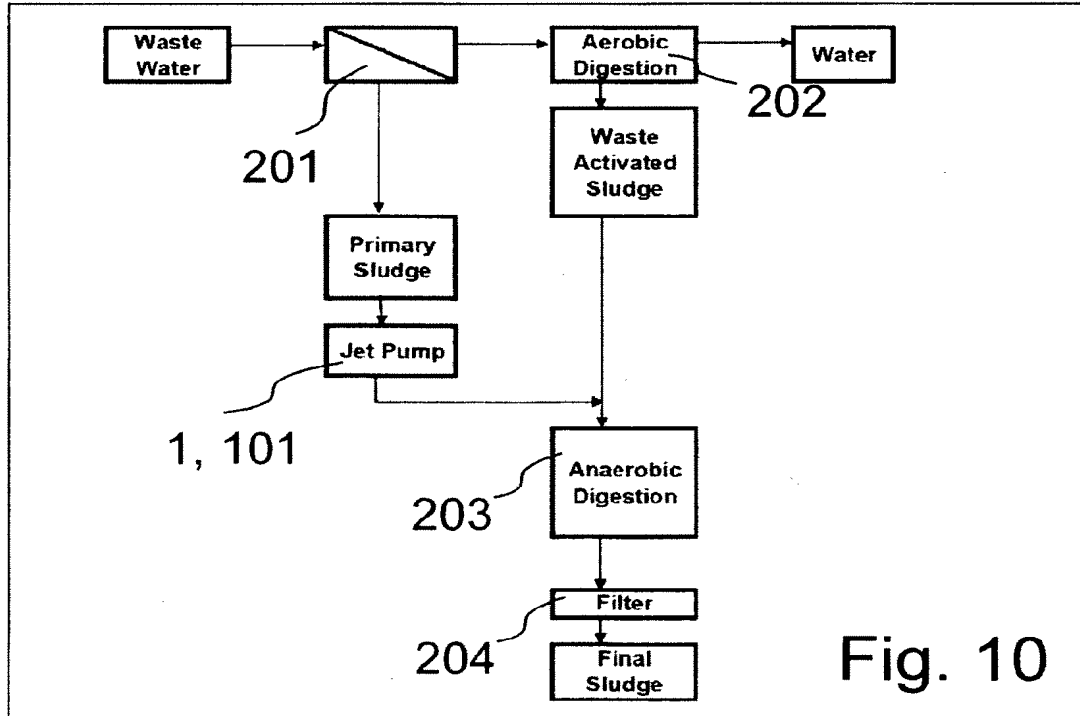 Waste
Water
Aerobic
Digestion
Water
201
202
Waste
Activated
Sludge
Primary
Sludge
Jet Pump
1, 101
Anaerobic
Digestion
203
Filter
204
Final
Sludge
Fig. 10